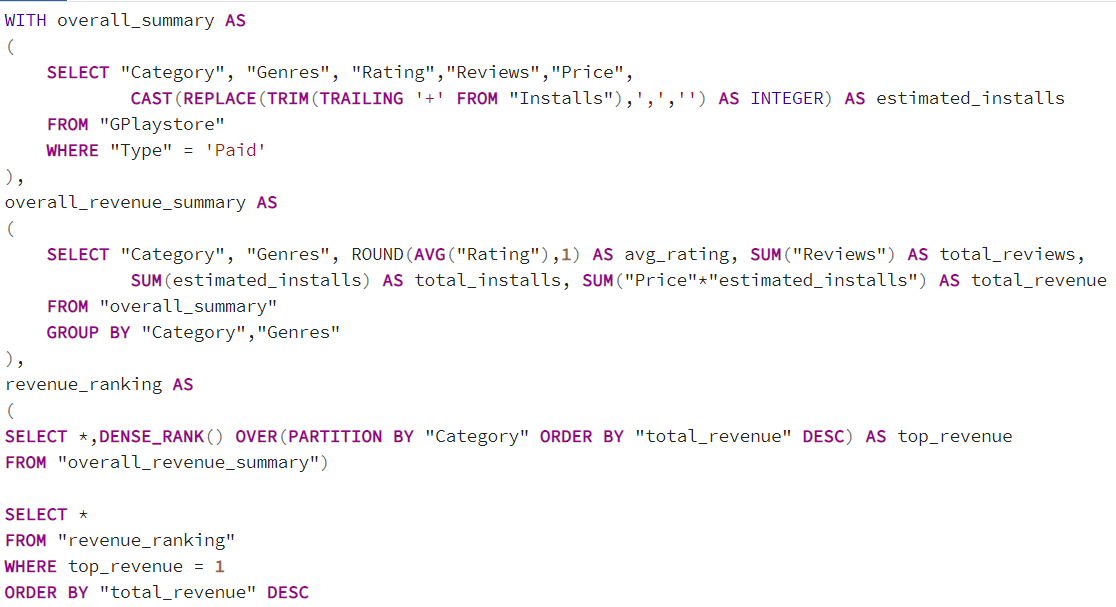 WITH overall_summary AS
(
    SELECT "Category", "Genres", "Rating","Reviews","Price",
            CAST(REPLACE(TRIM(TRAILING '+' FROM "Installs"),',','') AS INTEGER) AS estimated_installs
    FROM "GPlaystore"
    WHERE "Type" = 'Paid'
),
overall_revenue_summary AS
(
    SELECT "Category", "Genres", ROUND(AVG("Rating"),1) AS avg_rating, SUM("Reviews") AS total_reviews,
            SUM(estimated_installs) AS total_installs, SUM("Price"*"estimated_installs") AS total_revenue
    FROM "overall_summary"
    GROUP BY "Category","Genres"
),
revenue_ranking AS
(
SELECT *,DENSE_RANK() OVER(PARTITION BY "Category" ORDER BY "total_revenue" DESC) AS top_revenue
FROM "overall_revenue_summary")

SELECT *
FROM "revenue_ranking"
WHERE top_revenue = 1
ORDER BY "total_revenue" DESC